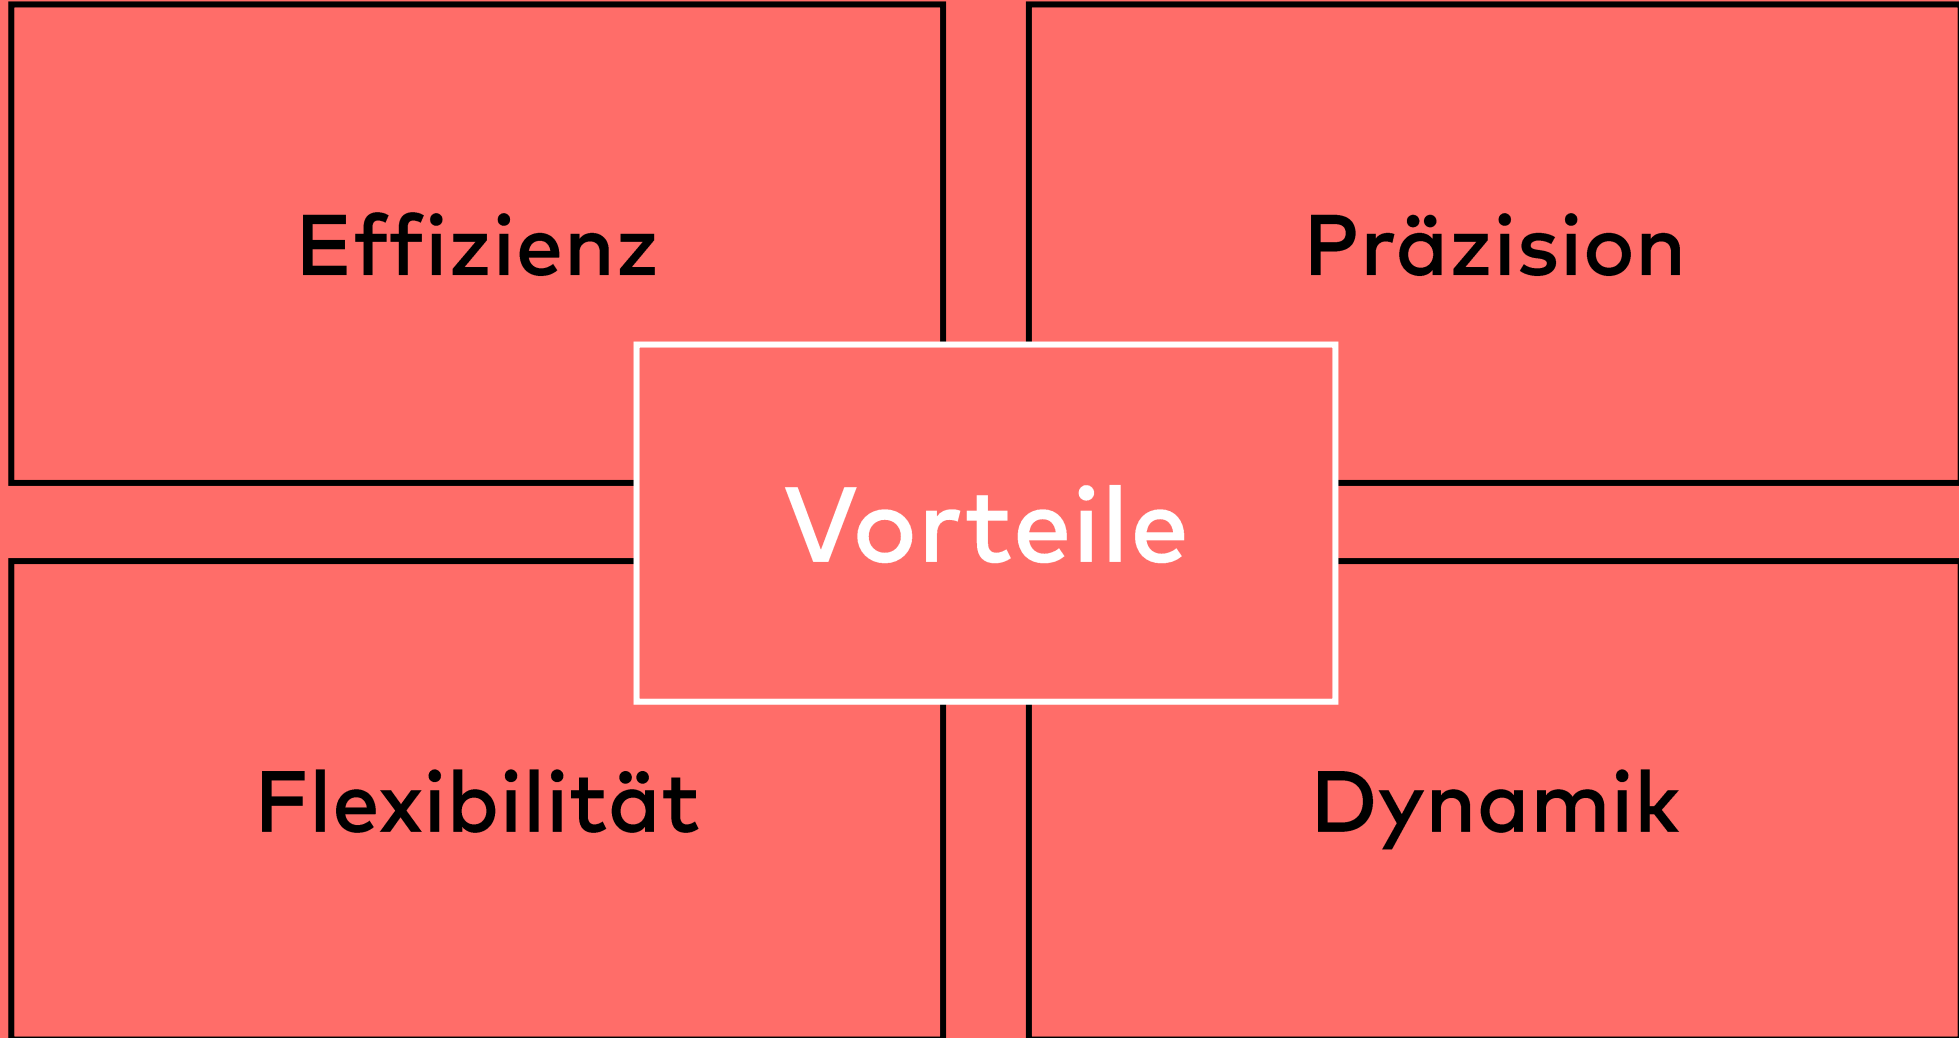 Effizienz
Präzision
Vorteile
Flexibilität
Dynamik